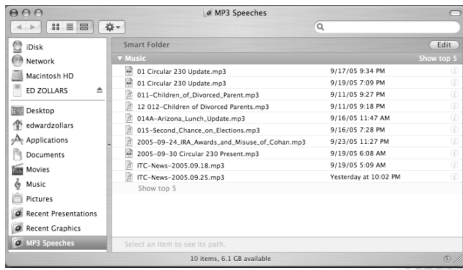 MP3 Speeches
iDisk
Network
Macintosh HD
ED ZOLLARS
Desktop
edwardzollars
Applications
Documents
Movies
Music
Pictures
Recent Presentations
Recent Graphics
MP3 Speeches
Smart Folder Edit
Music Show top 5
01 Circular 230 Update.mp3 9/17/05 9:34 PM
01 Circular 230 Update.mp3 9/19/05 7:09 PM
011-Children_of_Divorced_Parent.mp3 9/11/05 9:27 PM
12 012-Children of Divorced Parents.mp3 9/11/05 9:18 PM
014A-Arizona_Lunch_Update.mp3 9/16/05 11:47 AM
015-Second_Chance_on_Elections.mp3 9/16/05 7:28 PM
2005-09-24_IRA_Awards_and_Misuse_of_Cohan.mp3 9/23/05 11:27 PM
2005-09-30 Circular 230 Present.mp3 9/19/05 6:08 AM
ITC-News-2005.09.18.mp3 9/19/05 5:09 AM
ITC-News-2005.09.25.mp3 Yesterday at 10:02 PM
Show top 5
Select an item to see its path.
10 items, 6.1 GB available